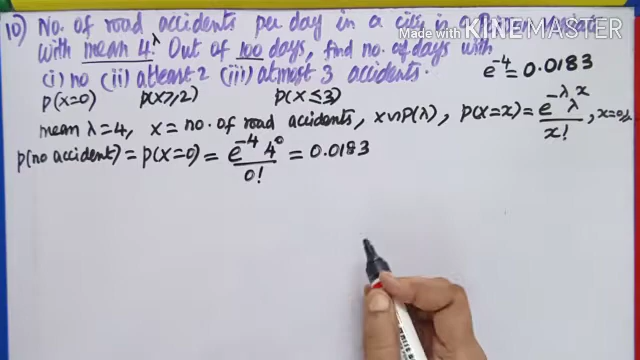 10) No. of road accidents per day in a city is a
Made with KINEMASTER
with mean 4 λ. Out of 100 days, find no. of days with
(i) no (ii) atleast 2 (iii) atmost 3 accidents.
e^-4 = 0.0183
P(X=0) P(X≥2) P(X≤3)
mean λ=4, X = no. of road accidents, X~P(λ), P(X=x) = e^-λ λ^x / x!, x=0,1,
P(no accident) = P(X=0) = e^-4 4^0 / 0! = 0.0183